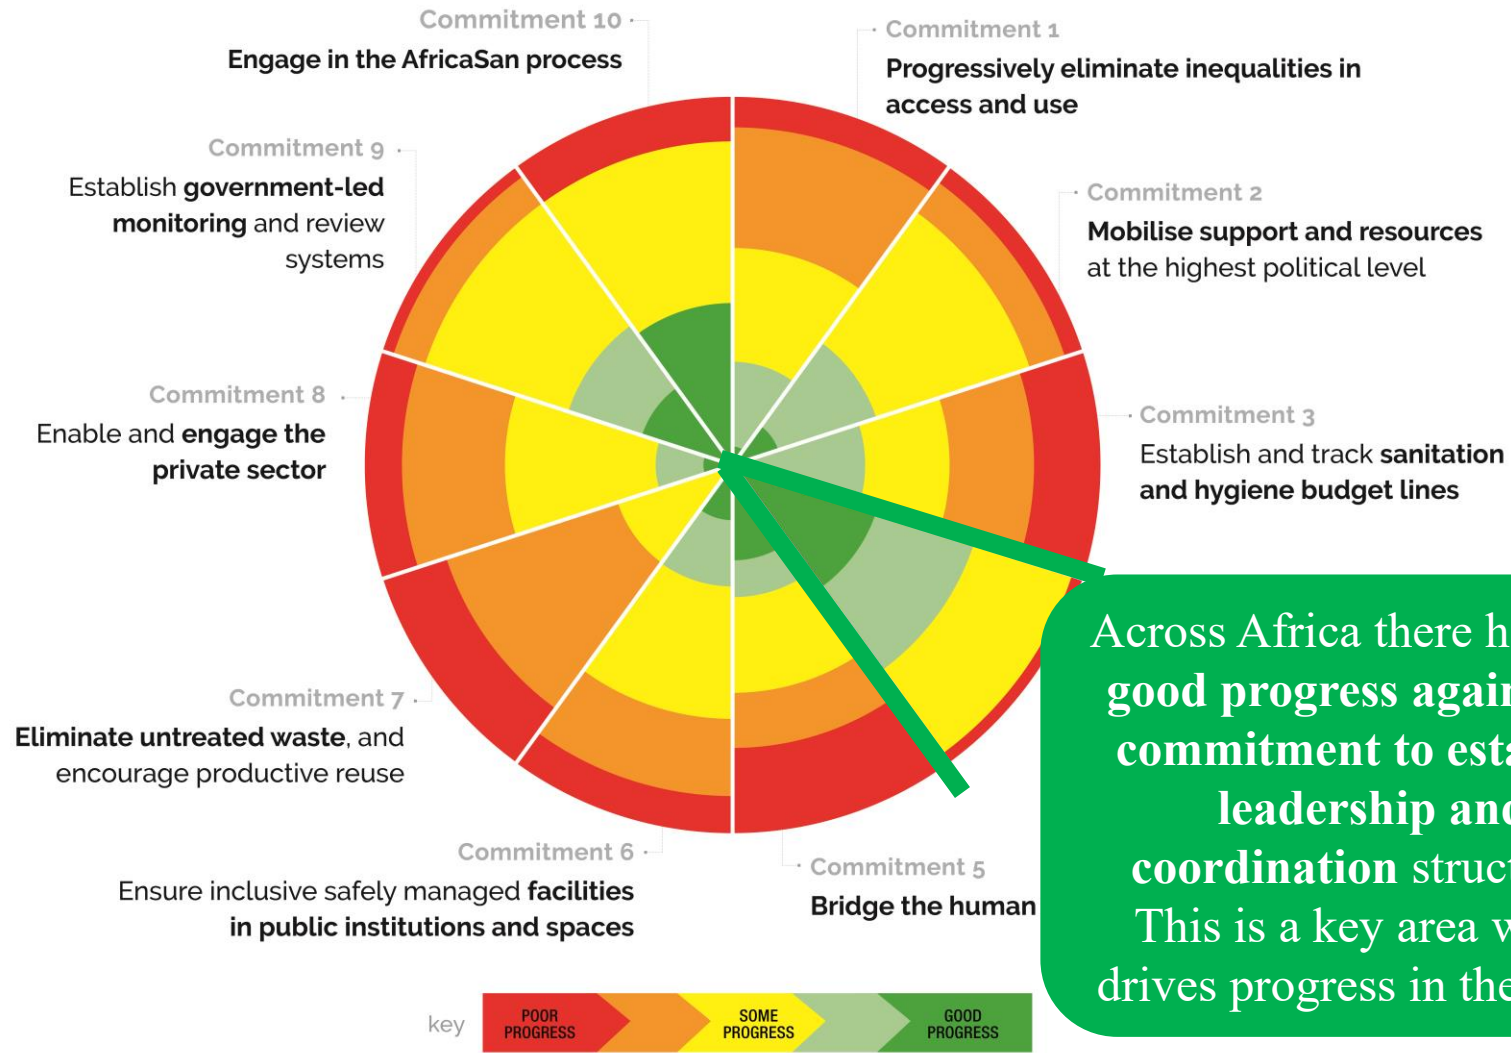 Commitment 10
Engage in the AfricaSan process
Commitment 1
Progressively eliminate inequalities in
access and use
Commitment 9
Establish government-led
monitoring and review
systems
Commitment 2
Mobilise support and resources
at the highest political level
Commitment 8
Enable and engage the
private sector
Commitment 3
Establish and track sanitation
and hygiene budget lines
Across Africa there
good progress
commitment to
leadership
coordination
This is a key area
drives progress in the
Commitment 7
Eliminate untreated waste, and
encourage productive reuse
Commitment 6
Ensure inclusive safely managed facilities
in public institutions and spaces
Commitment 5
Bridge the human
key
POOR
PROGRESS
SOME
PROGRESS
GOOD
PROGRESS